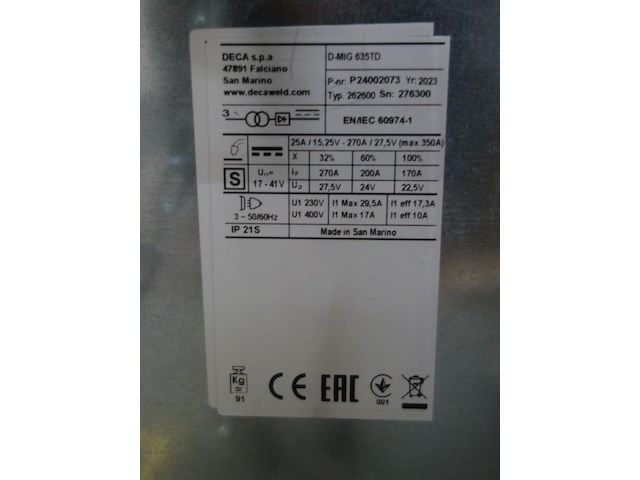 DECA s.p.a
47891 Falciano
San Marino
www.decaweld.com
D-MIG 635TD
P-nr: P24002073 Yr: 2023
Typ. 262600 Sn: 276300
3~
EN/IEC 60974-1
25A / 15,25V - 270A / 27,5V (max.350A)
X 32% 60% 100%
S
17 - 41V
I2 270A 200A 170A
U2 27,5V 24V 22,5V
3 ~ 50/60Hz
U1 230V I1 Max 29,5A I1 eff 17,3A
U1 400V I1 Max 17A I1 eff 10A
IP 21S
Made in San Marino
Kg
91
CE EAC
001